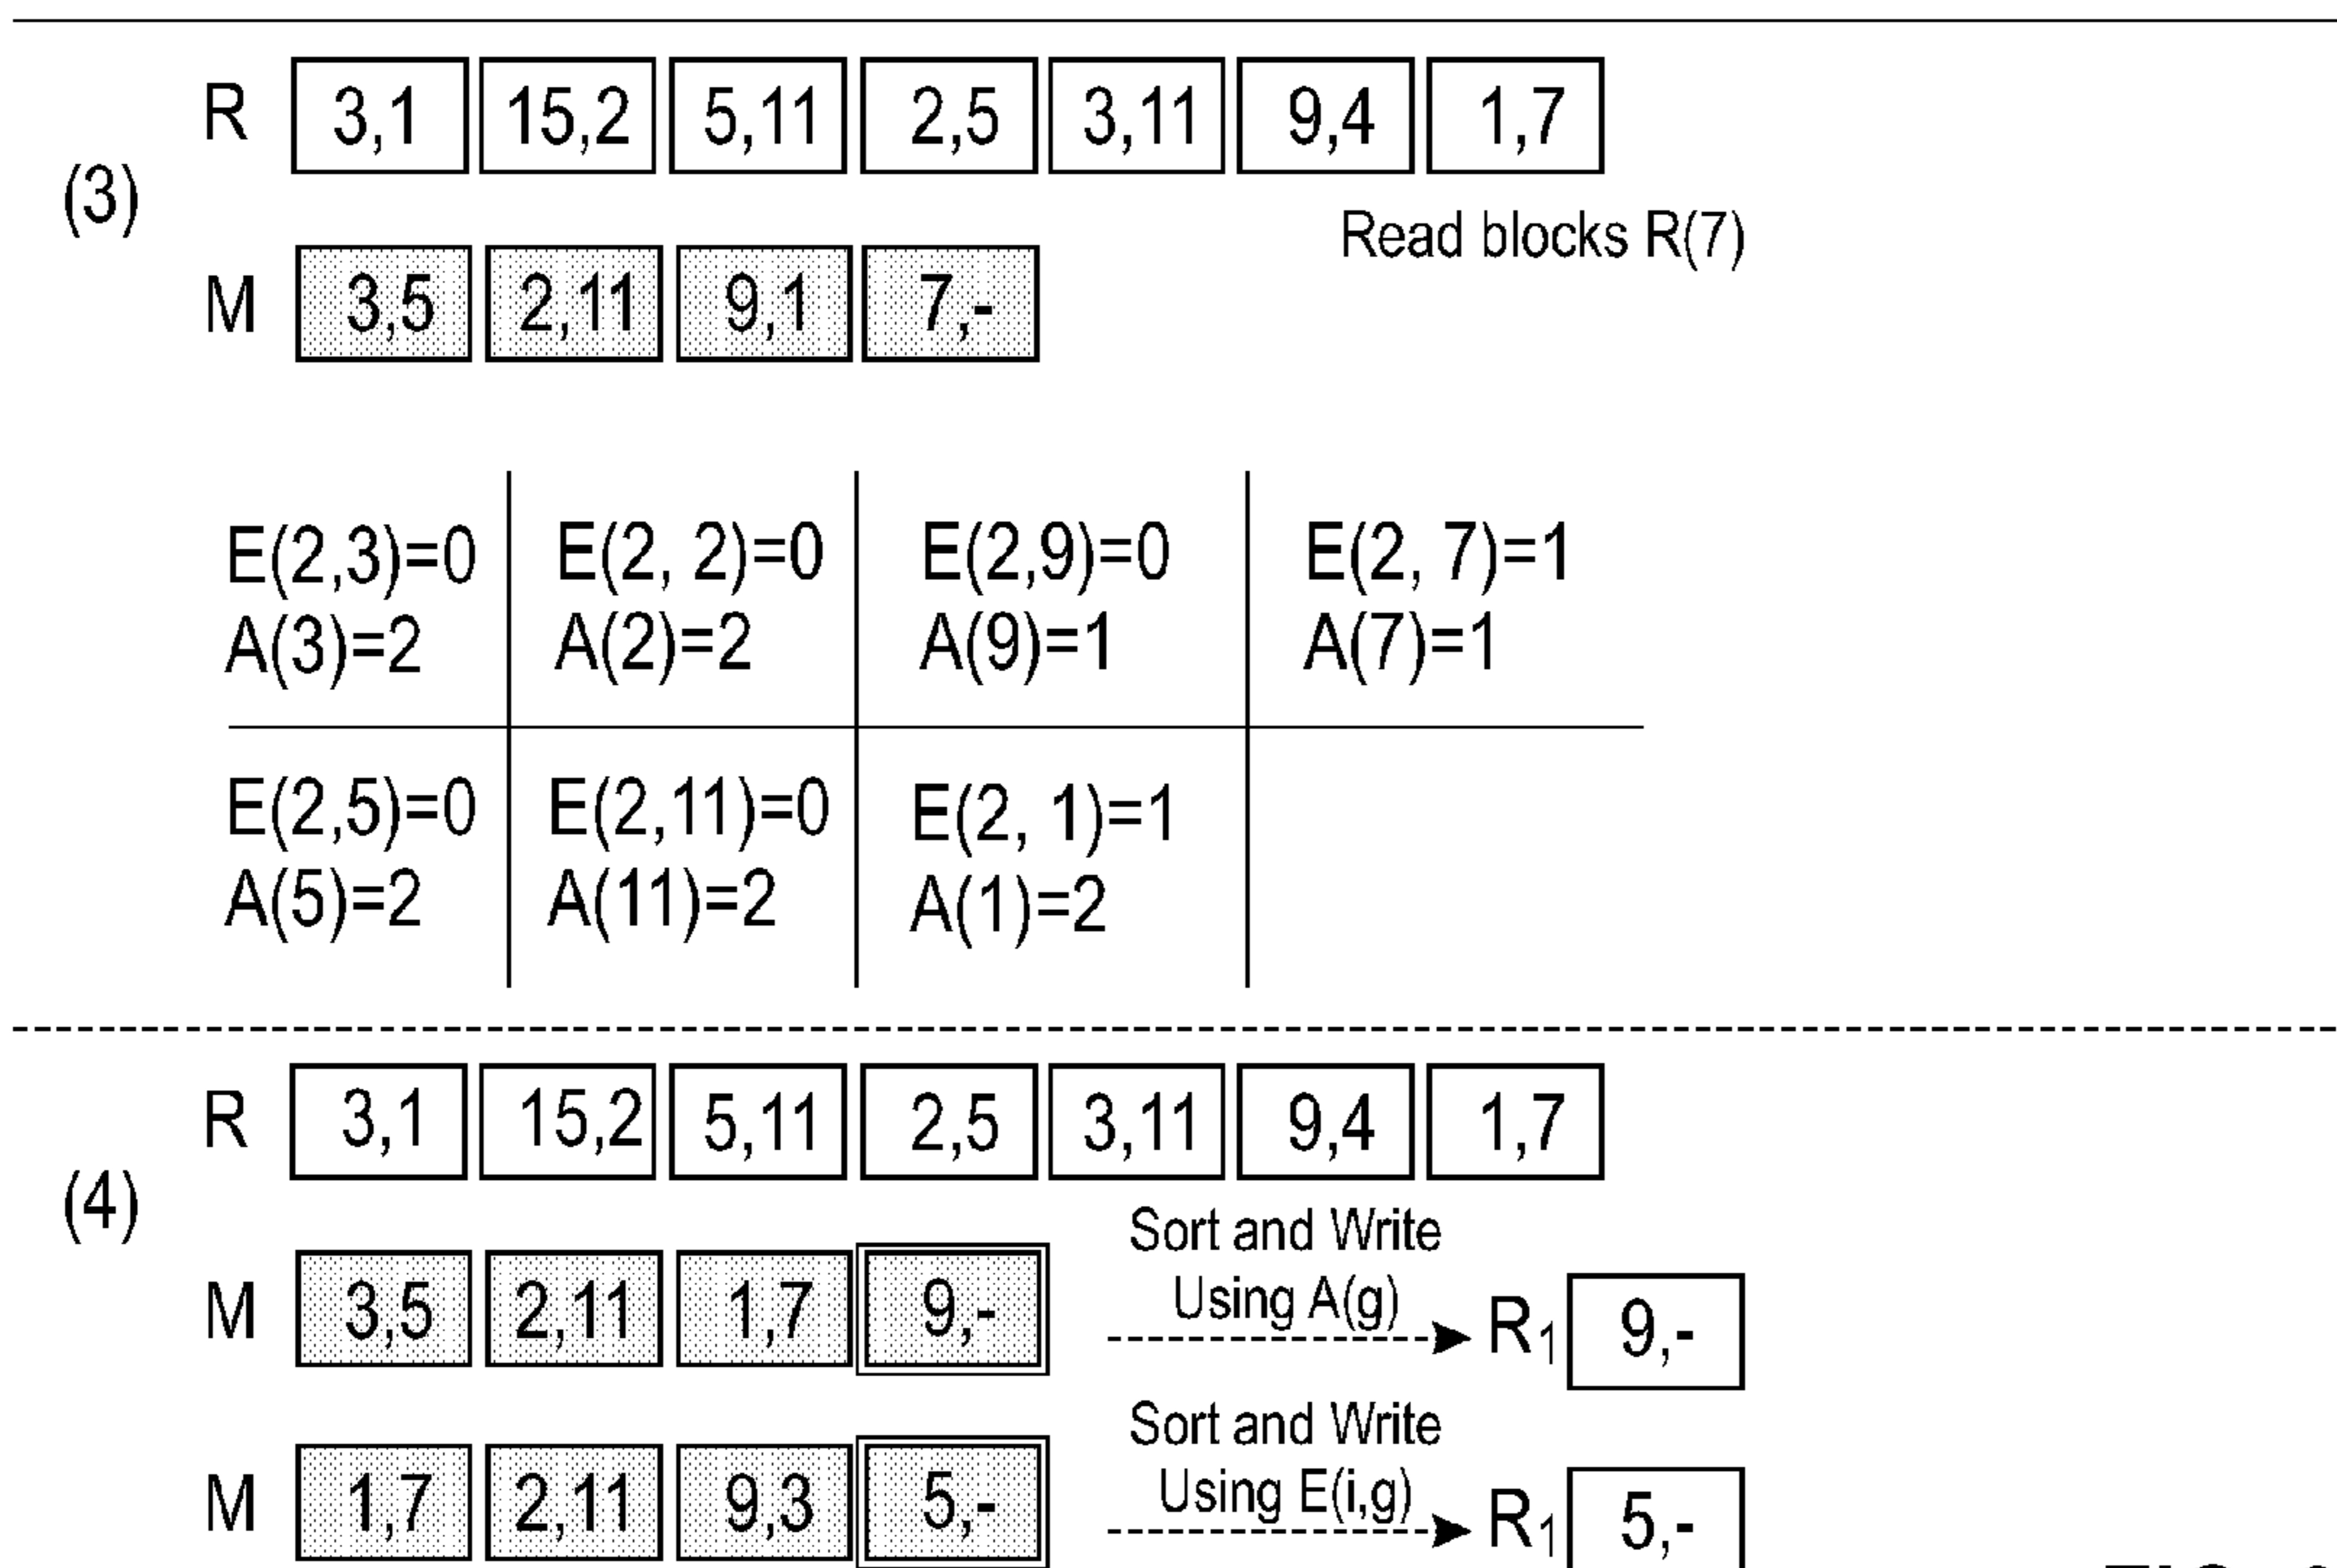 R 3,1 15,2 5,11 2,5 3,11 9,4 1,7
(3)
Read blocks R(7)
M 3,5 2,11 9,1 7,-
E(2,3)=0 E(2, 2)=0 E(2,9)=0 E(2, 7)=1
A(3)=2 A(2)=2 A(9)=1 A(7)=1
E(2,5)=0 E(2,11)=0 E(2, 1)=1
A(5)=2 A(11)=2 A(1)=2
R 3,1 15,2 5,11 2,5 3,11 9,4 1,7
(4)
Sort and Write
Using A(g)
M 3,5 2,11 1,7 9,- R1 9,-
Sort and Write
Using E(i,g)
M 1,7 2,11 9,3 5,- R1 5,-